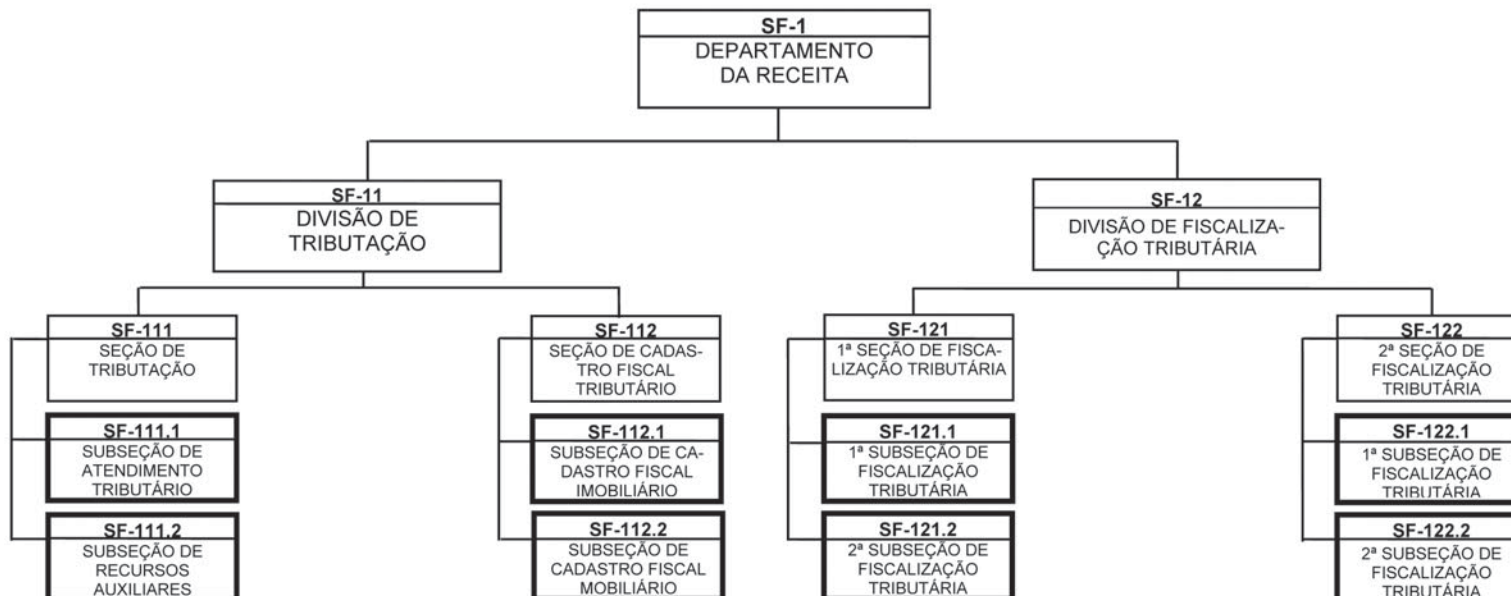 SF-1
DEPARTAMENTO
DA RECEITA
SF-11
DIVISÃO DE
TRIBUTAÇÃO
SF-12
DIVISÃO DE FISCALIZA-
ÇÃO TRIBUTÁRIA
SF-111
SEÇÃO DE
TRIBUTAÇÃO
SF-112
SEÇÃO DE CADAS-
TRO FISCAL
TRIBUTÁRIO
SF-121
1ª SEÇÃO DE FISCA-
LIZAÇÃO TRIBUTÁRIA
SF-122
2ª SEÇÃO DE
FISCALIZAÇÃO
TRIBUTÁRIA
SF-111.1
SUBSEÇÃO DE
ATENDIMENTO
TRIBUTÁRIO
SF-112.1
SUBSEÇÃO DE CA-
DASTRO FISCAL
IMOBILIÁRIO
SF-121.1
1ª SUBSEÇÃO DE
FISCALIZAÇÃO
TRIBUTÁRIA
SF-122.1
1ª SUBSEÇÃO DE
FISCALIZAÇÃO
TRIBUTÁRIA
SF-111.2
SUBSEÇÃO DE
RECURSOS
AUXILIARES
SF-112.2
SUBSEÇÃO DE
CADASTRO FISCAL
MOBILIÁRIO
SF-121.2
2ª SUBSEÇÃO DE
FISCALIZAÇÃO
TRIBUTÁRIA
SF-122.2
2ª SUBSEÇÃO DE
FISCALIZAÇÃO
TRIBUTÁRIA